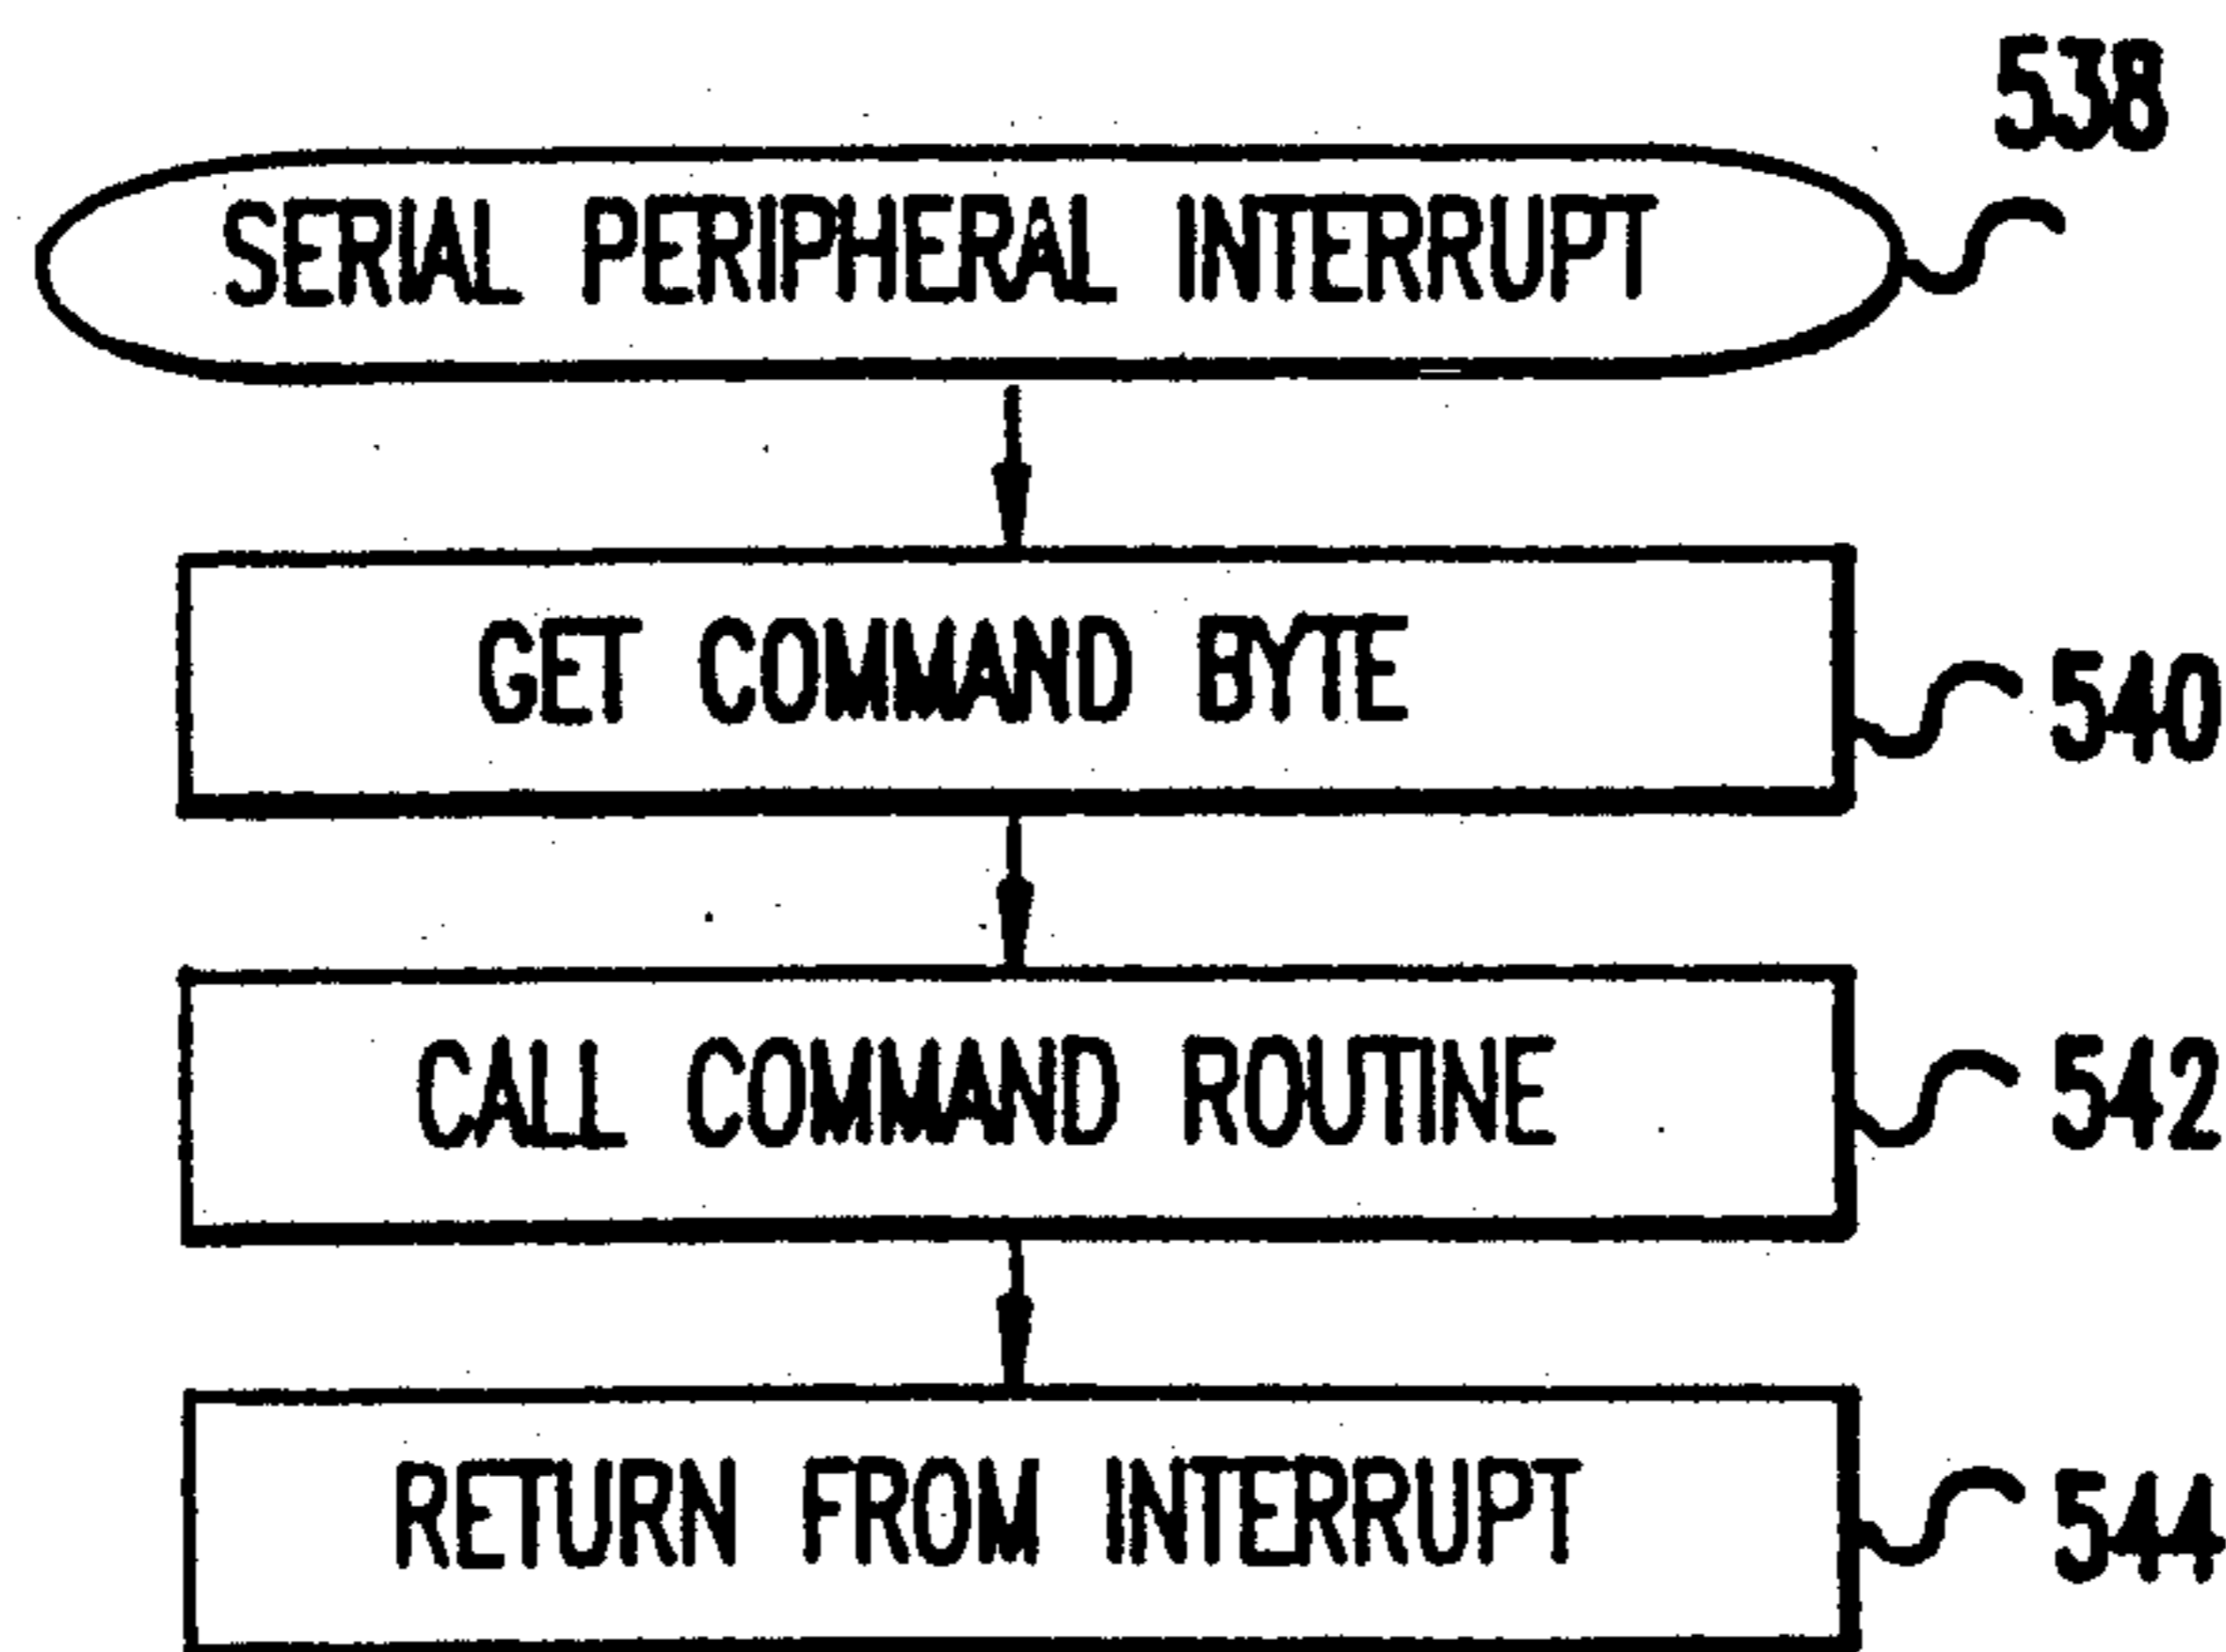 538
SERIAL PERIPHERAL INTERRUPT
GET COMMAND BYTE
540
CALL COMMAND ROUTINE
542
RETURN FROM INTERRUPT
544